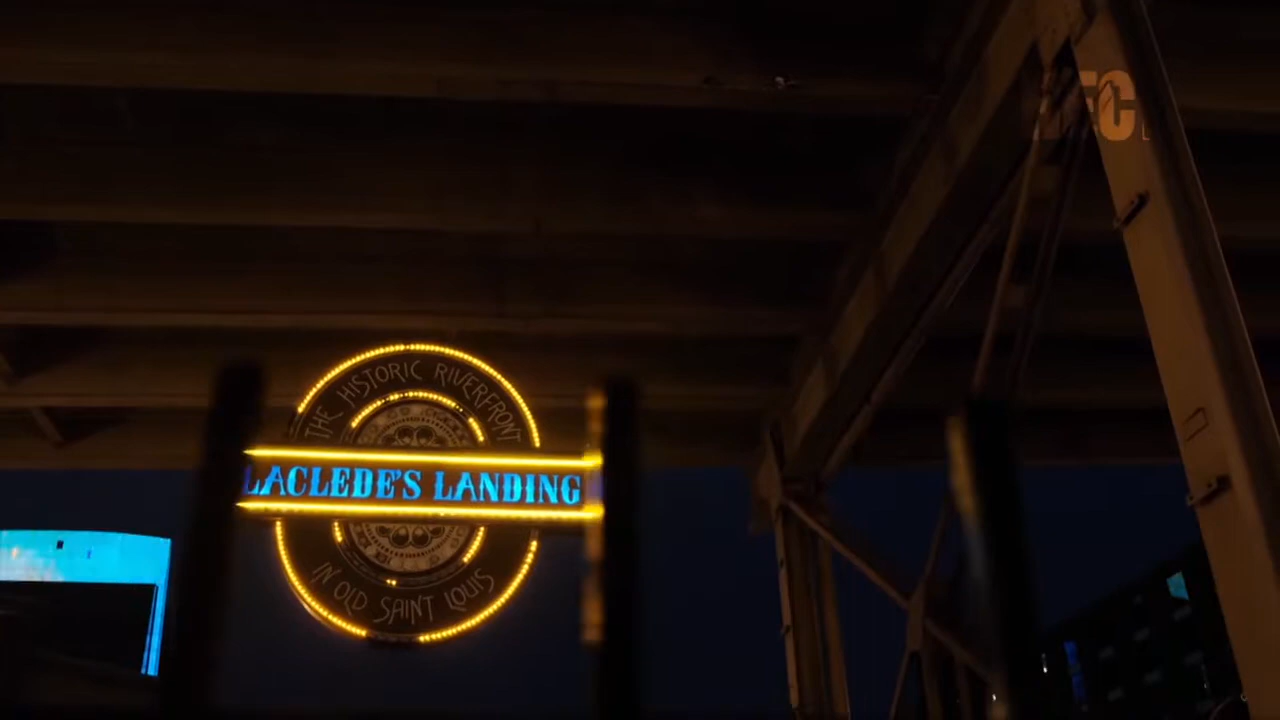 THE HISTORIC RIVERFRONT
LACLEDE'S LANDING
IN OLD SAINT LOUIS